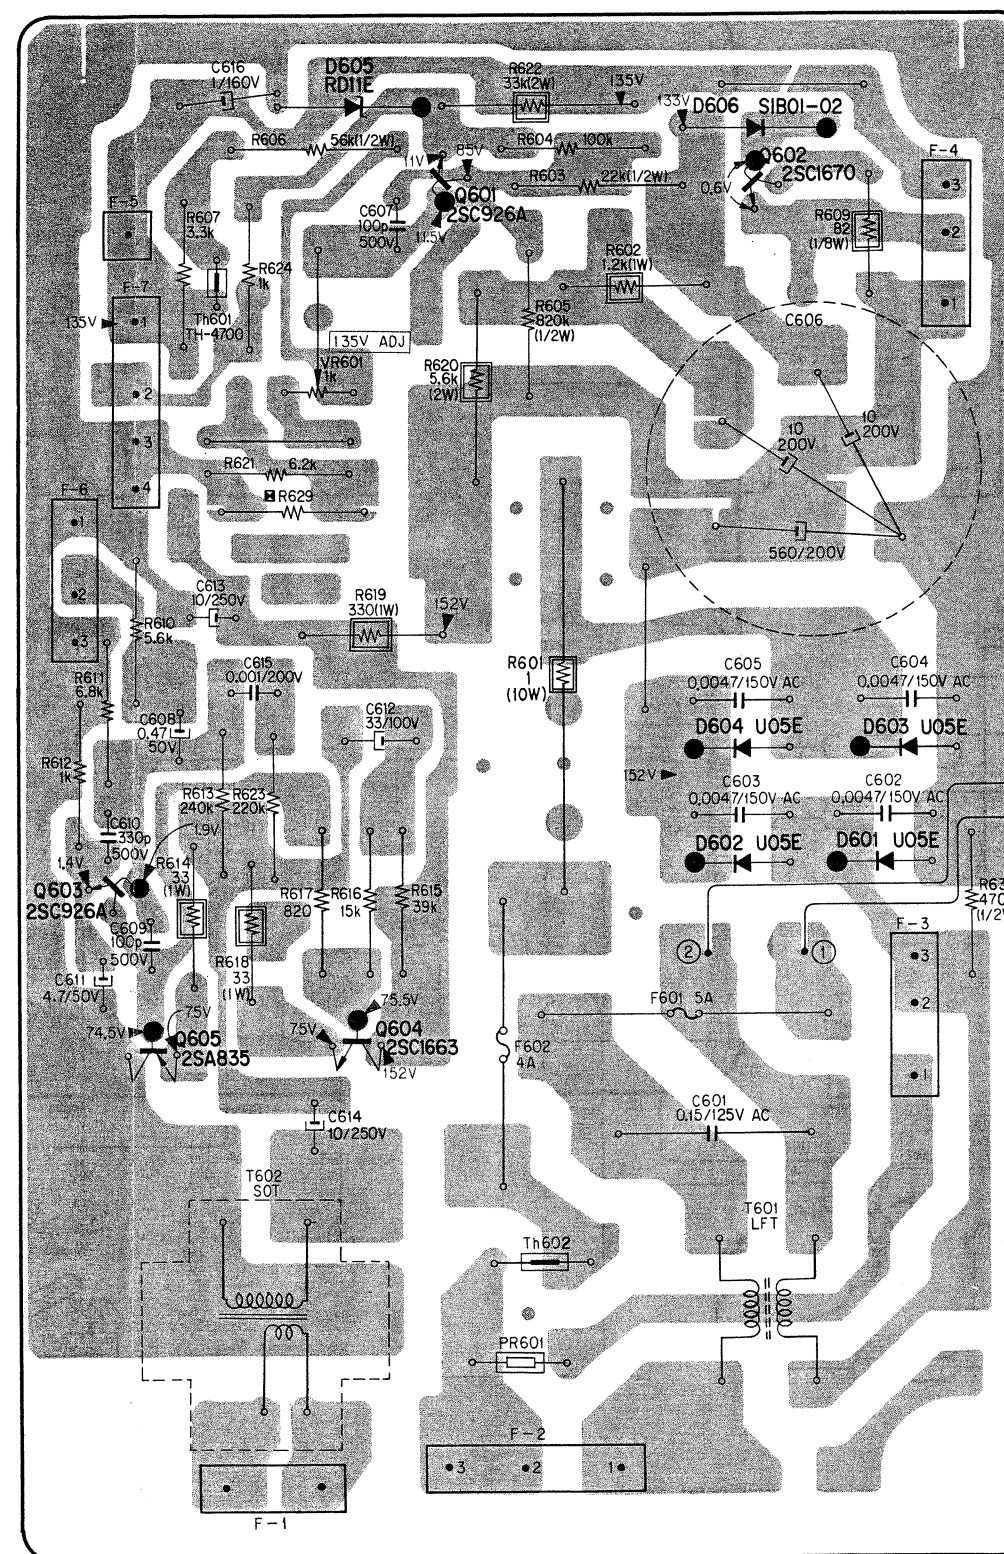 C616
1/160V
D605
RD11E
R622
33k(2W)
135V
133V
D606 S1B01-02
R606
56k(1/2W)
11V
85V
R604
100k
Q602
2SC1670
F-4
R603
22k(1/2W)
0.6V
3
2
1
F-5
R607
3.3k
C607
100p
500V
Q601
2SC926A
11.5V
R609
82
(1/8W)
R624
1k
R602
1.2k(1W)
F-7
Th601
TH-4700
R605
820k
(1/2W)
C606
135V
1
2
3
4
135V ADJ
VR601
1k
R620
5.6k
(2W)
10
200V
10
200V
R621
6.2k
R629
F-6
1
2
3
560/200V
C613
10/250V
R619
330(1W)
152V
R610
5.6k
R611
6.8k
C615
0.001/200V
R601
1
(10W)
C605
0.0047/150V AC
C604
0.0047/150V AC
C608
0.47
50V
C612
33/100V
D604 U05E
D603 U05E
R612
1k
152V
R613
240k
R623
220k
C603
0.0047/150V AC
C602
0.0047/150V AC
C610
330p
500V
1.9V
D602 U05E
D601 U05E
1.4V
R614
33
(1W)
Q603
2SC926A
R617
820
R616
15k
R615
39k
R63
470
(1/2W
C609
100p
500V
F-3
3
2
1
R618
33
(1W)
2
1
C611
4.7/50V
75V
75.5V
F601 5A
74.5V
Q605
2SA835
75V
Q604
2SC1663
F602
4A
152V
C601
0.15/125V AC
C614
10/250V
T602
SOT
T601
LFT
Th602
PR601
F-2
3
2
1
F-1